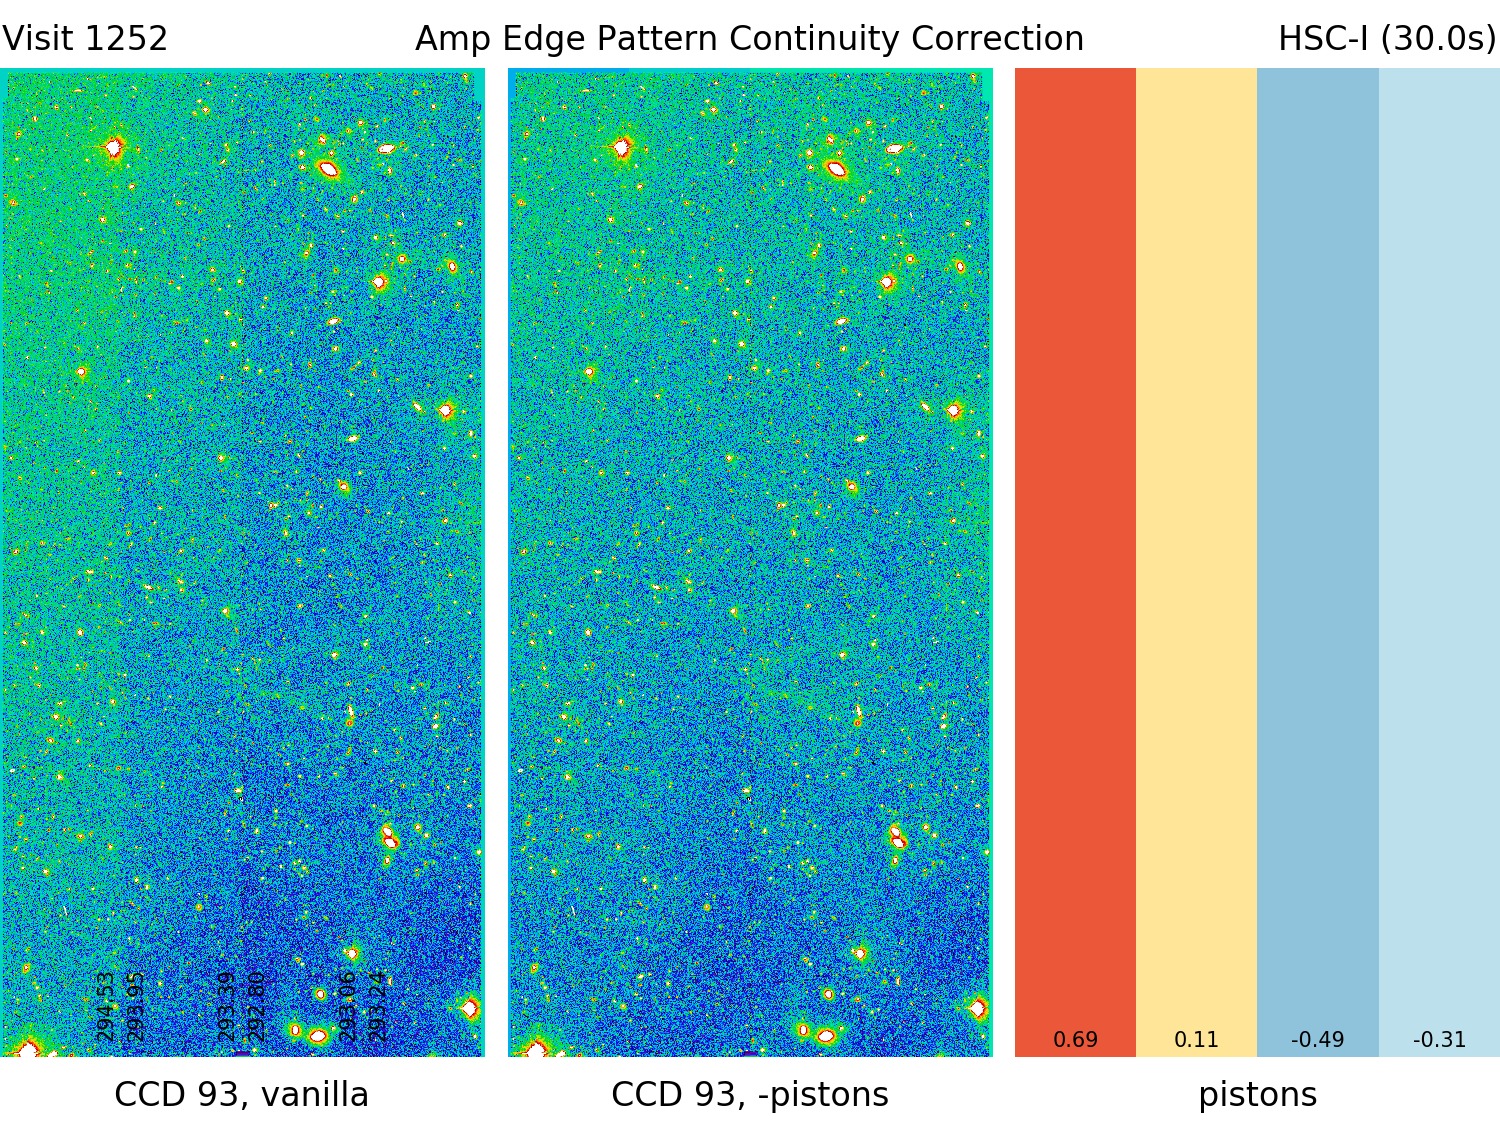 Visit 1252 Amp Edge Pattern Continuity Correction HSC-I (30.0s)
294.53 293.95 293.39 292.80 293.06 293.24
0.69 0.11 -0.49 -0.31
CCD 93, vanilla CCD 93, -pistons pistons